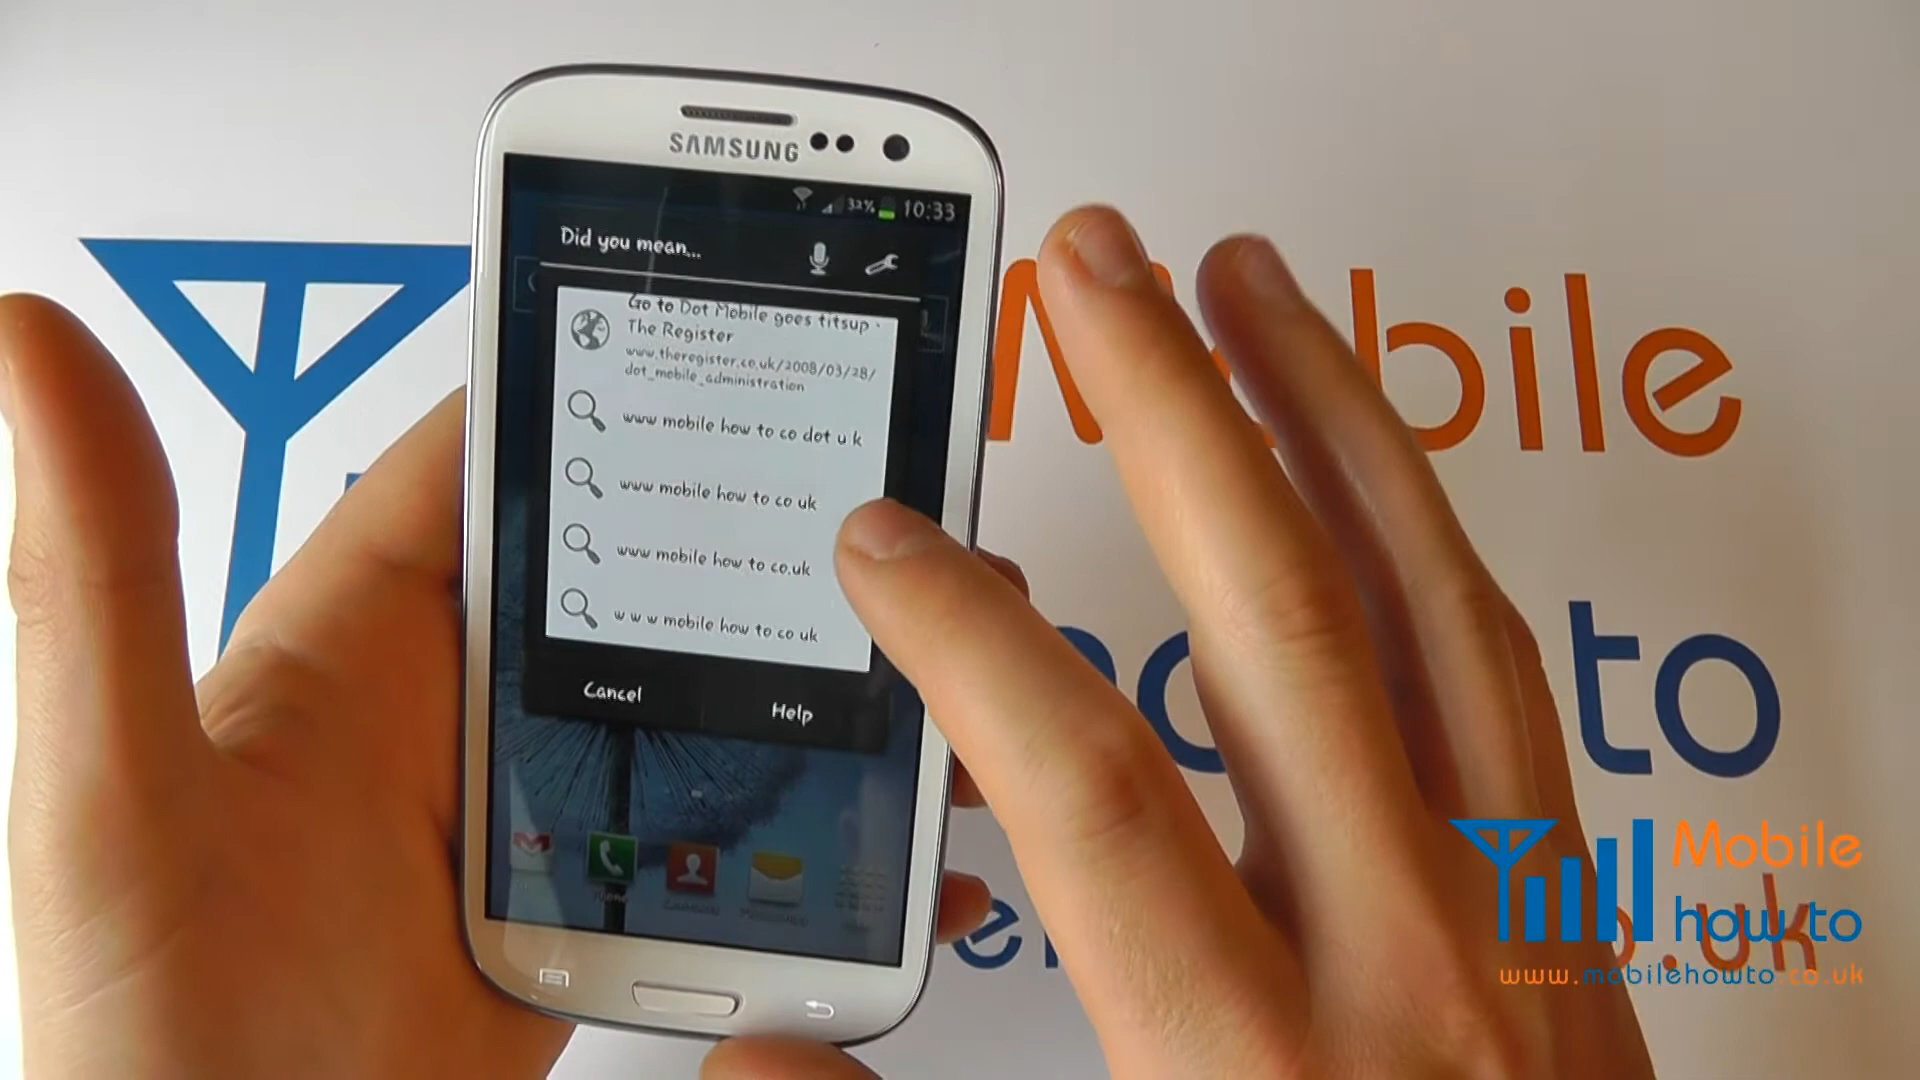 SAMSUNG
32% 10:33
Did you mean...
Go to Dot Mobile goes titsup ·
The Register
www.theregister.co.uk/2008/03/28/
dot_mobile_administration
www mobile how to co dot u k
www mobile how to co uk
www mobile how to co.uk
w w w mobile how to co uk
Cancel
Help
Mobile
how to
www.mobilehowto.co.uk